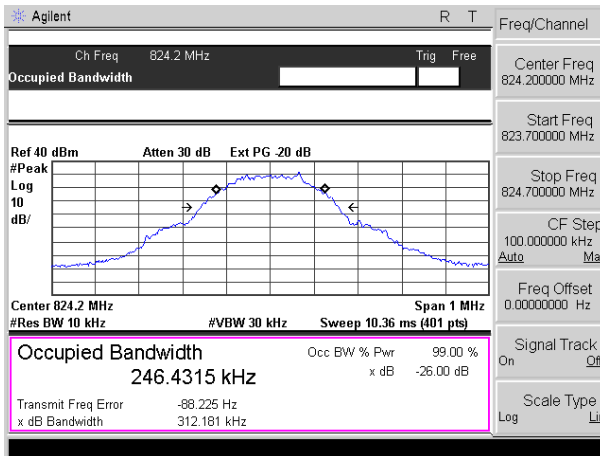 Agilent R T
Freq/Channel
Ch Freq 824.2 MHz Trig Free
Occupied Bandwidth
Center Freq
824.200000 MHz
Start Freq
823.700000 MHz
Stop Freq
824.700000 MHz
CF Step
100.000000 kHz
Auto Ma
Freq Offset
0.00000000 Hz
Signal Track
On Off
Scale Type
Log Li
Ref 40 dBm Atten 30 dB Ext PG -20 dB
#Peak
Log
10
dB/
Center 824.2 MHz Span 1 MHz
#Res BW 10 kHz #VBW 30 kHz Sweep 10.36 ms (401 pts)
Occupied Bandwidth Occ BW % Pwr 99.00 %
246.4315 kHz x dB -26.00 dB
Transmit Freq Error -88.225 Hz
x dB Bandwidth 312.181 kHz